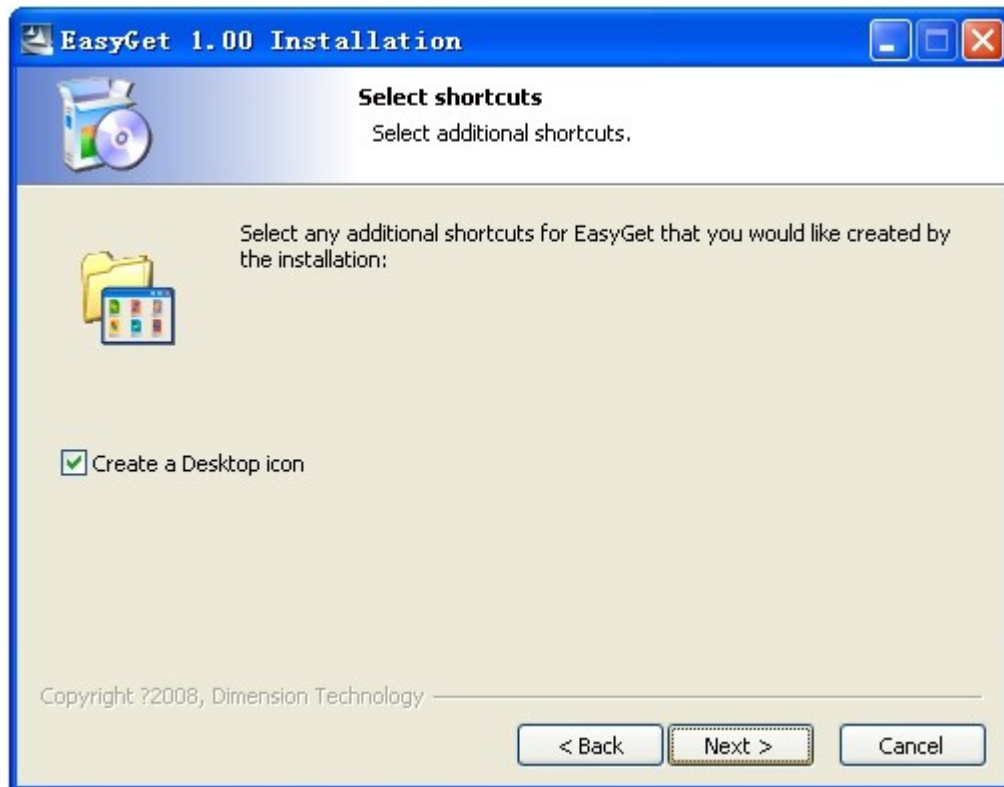 EasyGet 1.00 Installation
Select shortcuts
Select additional shortcuts.
Select any additional shortcuts for EasyGet that you would like created by
the installation:
Create a Desktop icon
Copyright ?2008, Dimension Technology
< Back
Next >
Cancel